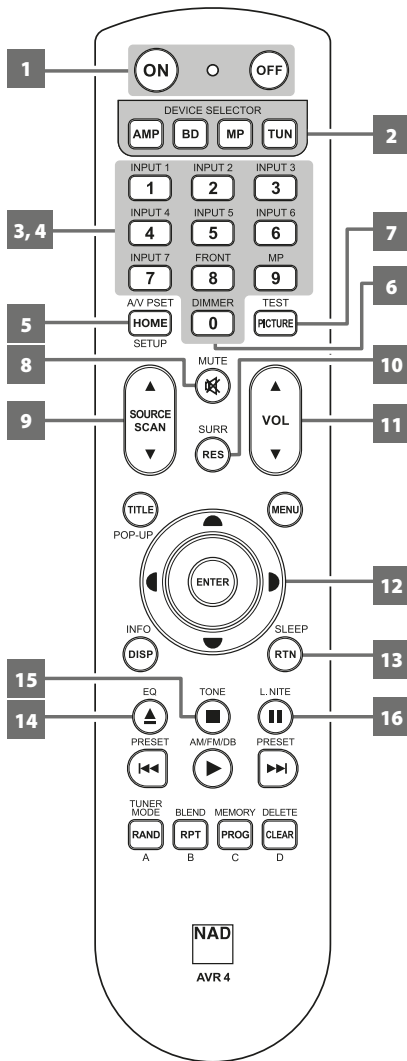 1
ON
OFF
DEVICE SELECTOR
AMP BD MP TUN
2
INPUT 1 INPUT 2 INPUT 3
1 2 3
3, 4
INPUT 4 INPUT 5 INPUT 6
4 5 6
7
INPUT 7 FRONT MP
7 8 9
6
A/V PSET DIMMER TEST
5
HOME 0 PICTURE
SETUP
MUTE
8
10
9
SOURCE
SCAN
SURR
RES
VOL
11
TITLE
MENU
POP-UP
ENTER
12
INFO SLEEP
DISP RTN
13
15
EQ TONE L. NITE
14
16
PRESET AM/FM/DB PRESET
TUNER
MODE BLEND MEMORY DELETE
RAND RPT PROG CLEAR
A B C D
NAD
AVR 4